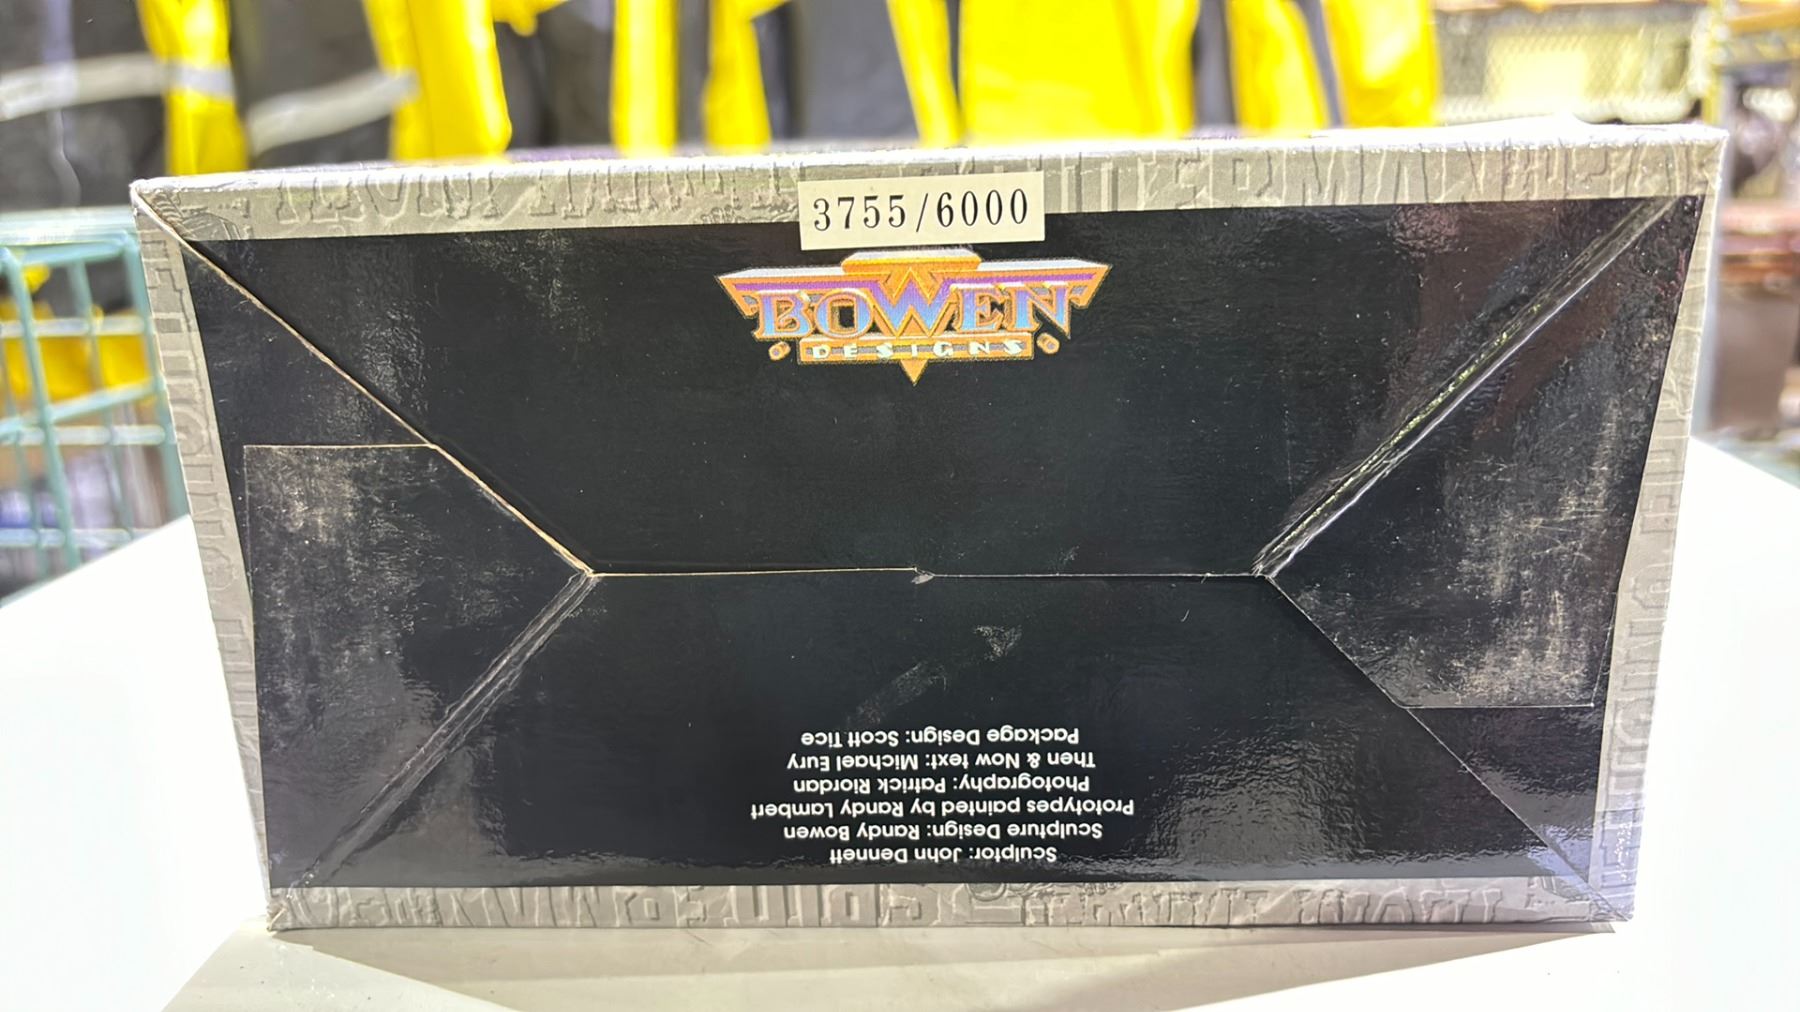 3755/6000
BOWEN
DESIGNS
Sculptor: John Dennett
Sculpture Design: Randy Bowen
Prototypes painted by Randy Lambert
Photography: Patrick Riordan
Then & Now text: Michael Eury
Package Design: Scott Tice